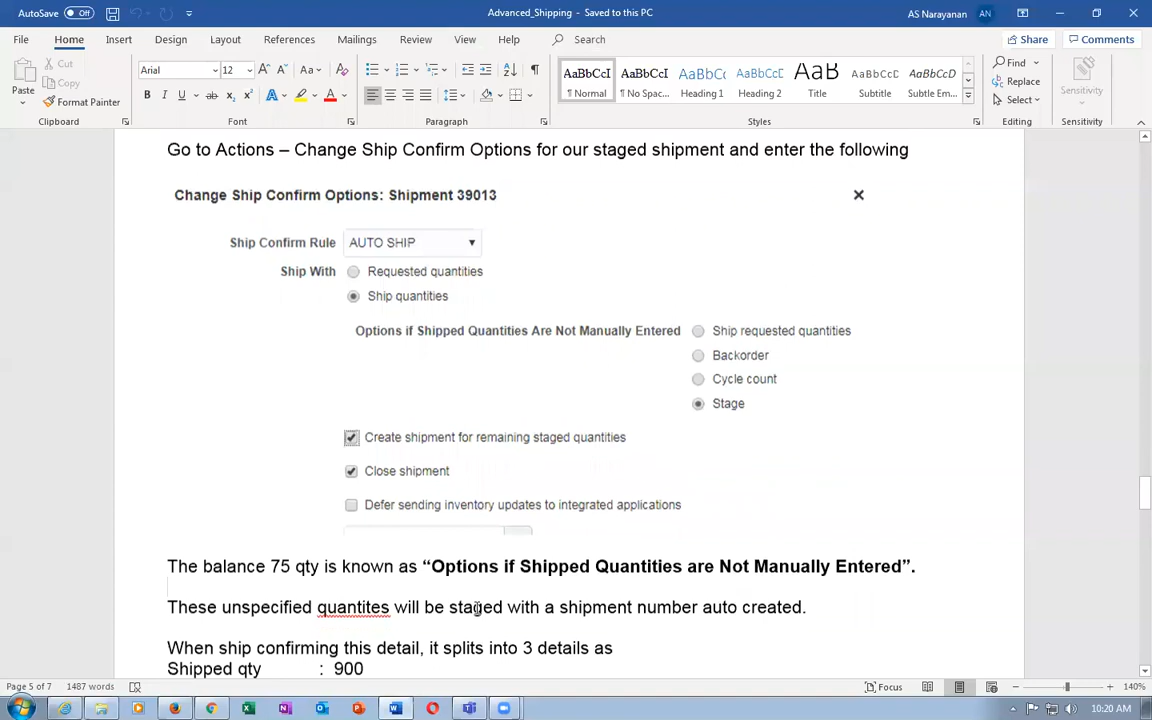 AutoSave Off Advanced_Shipping - Saved to this PC AS Narayanan AN
File Home Insert Design Layout References Mailings Review View Help Search Share Comments
Paste Cut Copy Format Painter
Arial 12 A A Aa A
B I U ab x2 x2 A A
AaBbCcI AaBbCcI AaBbCc AaBbCcC AaB AaBbCcD AaBbCcD
¶ Normal ¶ No Spac... Heading 1 Heading 2 Title Subtitle Subtle Em...
Find Replace Select Sensitivity
Clipboard Font Paragraph Styles Editing Sensitivity
Go to Actions – Change Ship Confirm Options for our staged shipment and enter the following
Change Ship Confirm Options: Shipment 39013
Ship Confirm Rule AUTO SHIP
Ship With Requested quantities
Ship quantities
Options if Shipped Quantities Are Not Manually Entered Ship requested quantities
Backorder
Cycle count
Stage
Create shipment for remaining staged quantities
Close shipment
Defer sending inventory updates to integrated applications
The balance 75 qty is known as “Options if Shipped Quantities are Not Manually Entered”.
These unspecified quantites will be staged with a shipment number auto created.
When ship confirming this detail, it splits into 3 details as
Shipped qty : 900
Page 5 of 7 1487 words Focus 140%
10:20 AM